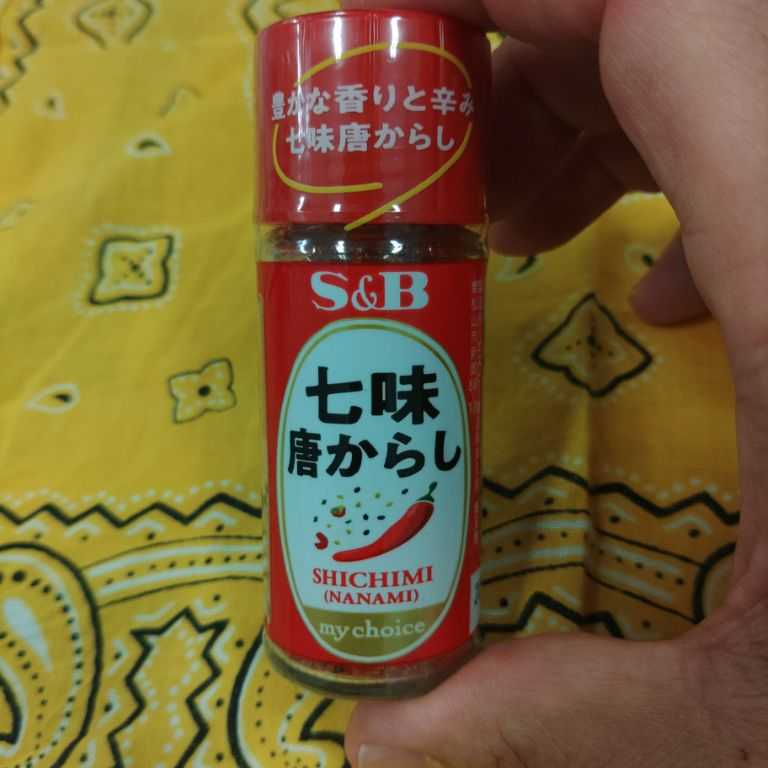 豊かな香りと辛み
七味唐からし
S&B
七味
唐からし
SHICHIMI
(NANAMI)
my choice